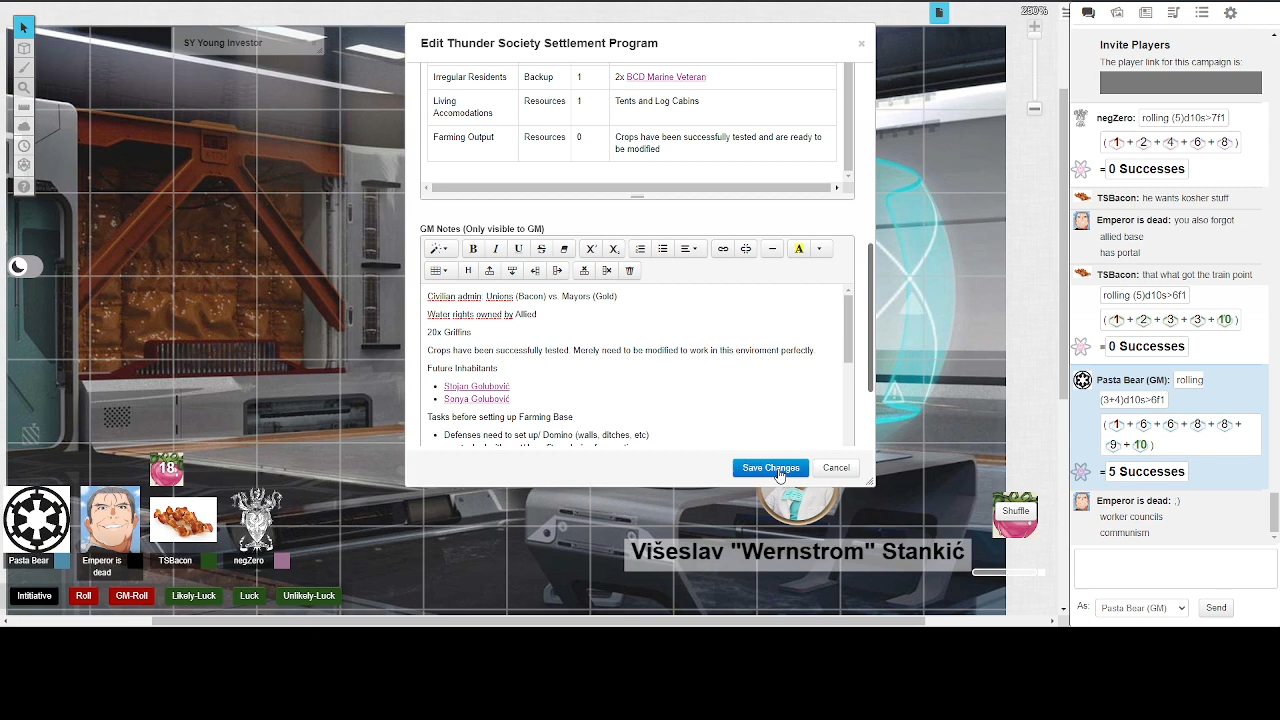 SY Young Investor
Edit Thunder Society Settlement Program
×
280%
Irregular Residents Backup 1 2x BCD Marine Veteran
Living Accomodations Resources 1 Tents and Log Cabins
Farming Output Resources 0 Crops have been successfully tested and are ready to be modified
GM Notes (Only visible to GM)
Civilian admin Unions (Bacon) vs Mayors (Gold)
Water rights owned by Allied
20x Griffins
Crops have been successfully tested. Merely need to be modified to work in this enviroment perfectly.
Future Inhabitants
Stojan Golubović
Sonya Golubović
Tasks before setting up Farming Base
Defenses need to set up/ Domino (walls, ditches, etc)
Save Changes
Cancel
Višeslav "Wernstrom" Stankić
Shuffle
18
Pasta Bear
Emperor is dead
TSBacon
negZero
Intitiative
Roll
GM-Roll
Likely-Luck
Luck
Unlikely-Luck
Invite Players
The player link for this campaign is:
negZero: rolling (5)d10s>7f1
(1+2+4+6+8)
=0 Successes
TSBacon: he wants kosher stuff
Emperor is dead: you also forgot
allied base
has portal
TSBacon: that what got the train point
rolling (5)d10s>6f1
(1+2+3+3+10)
=0 Successes
Pasta Bear (GM): rolling
(3+4)d10s>6f1
(1+6+6+8+8+
9+10)
=5 Successes
Emperor is dead: ;)
worker councils
communism
As: Pasta Bear (GM)
Send